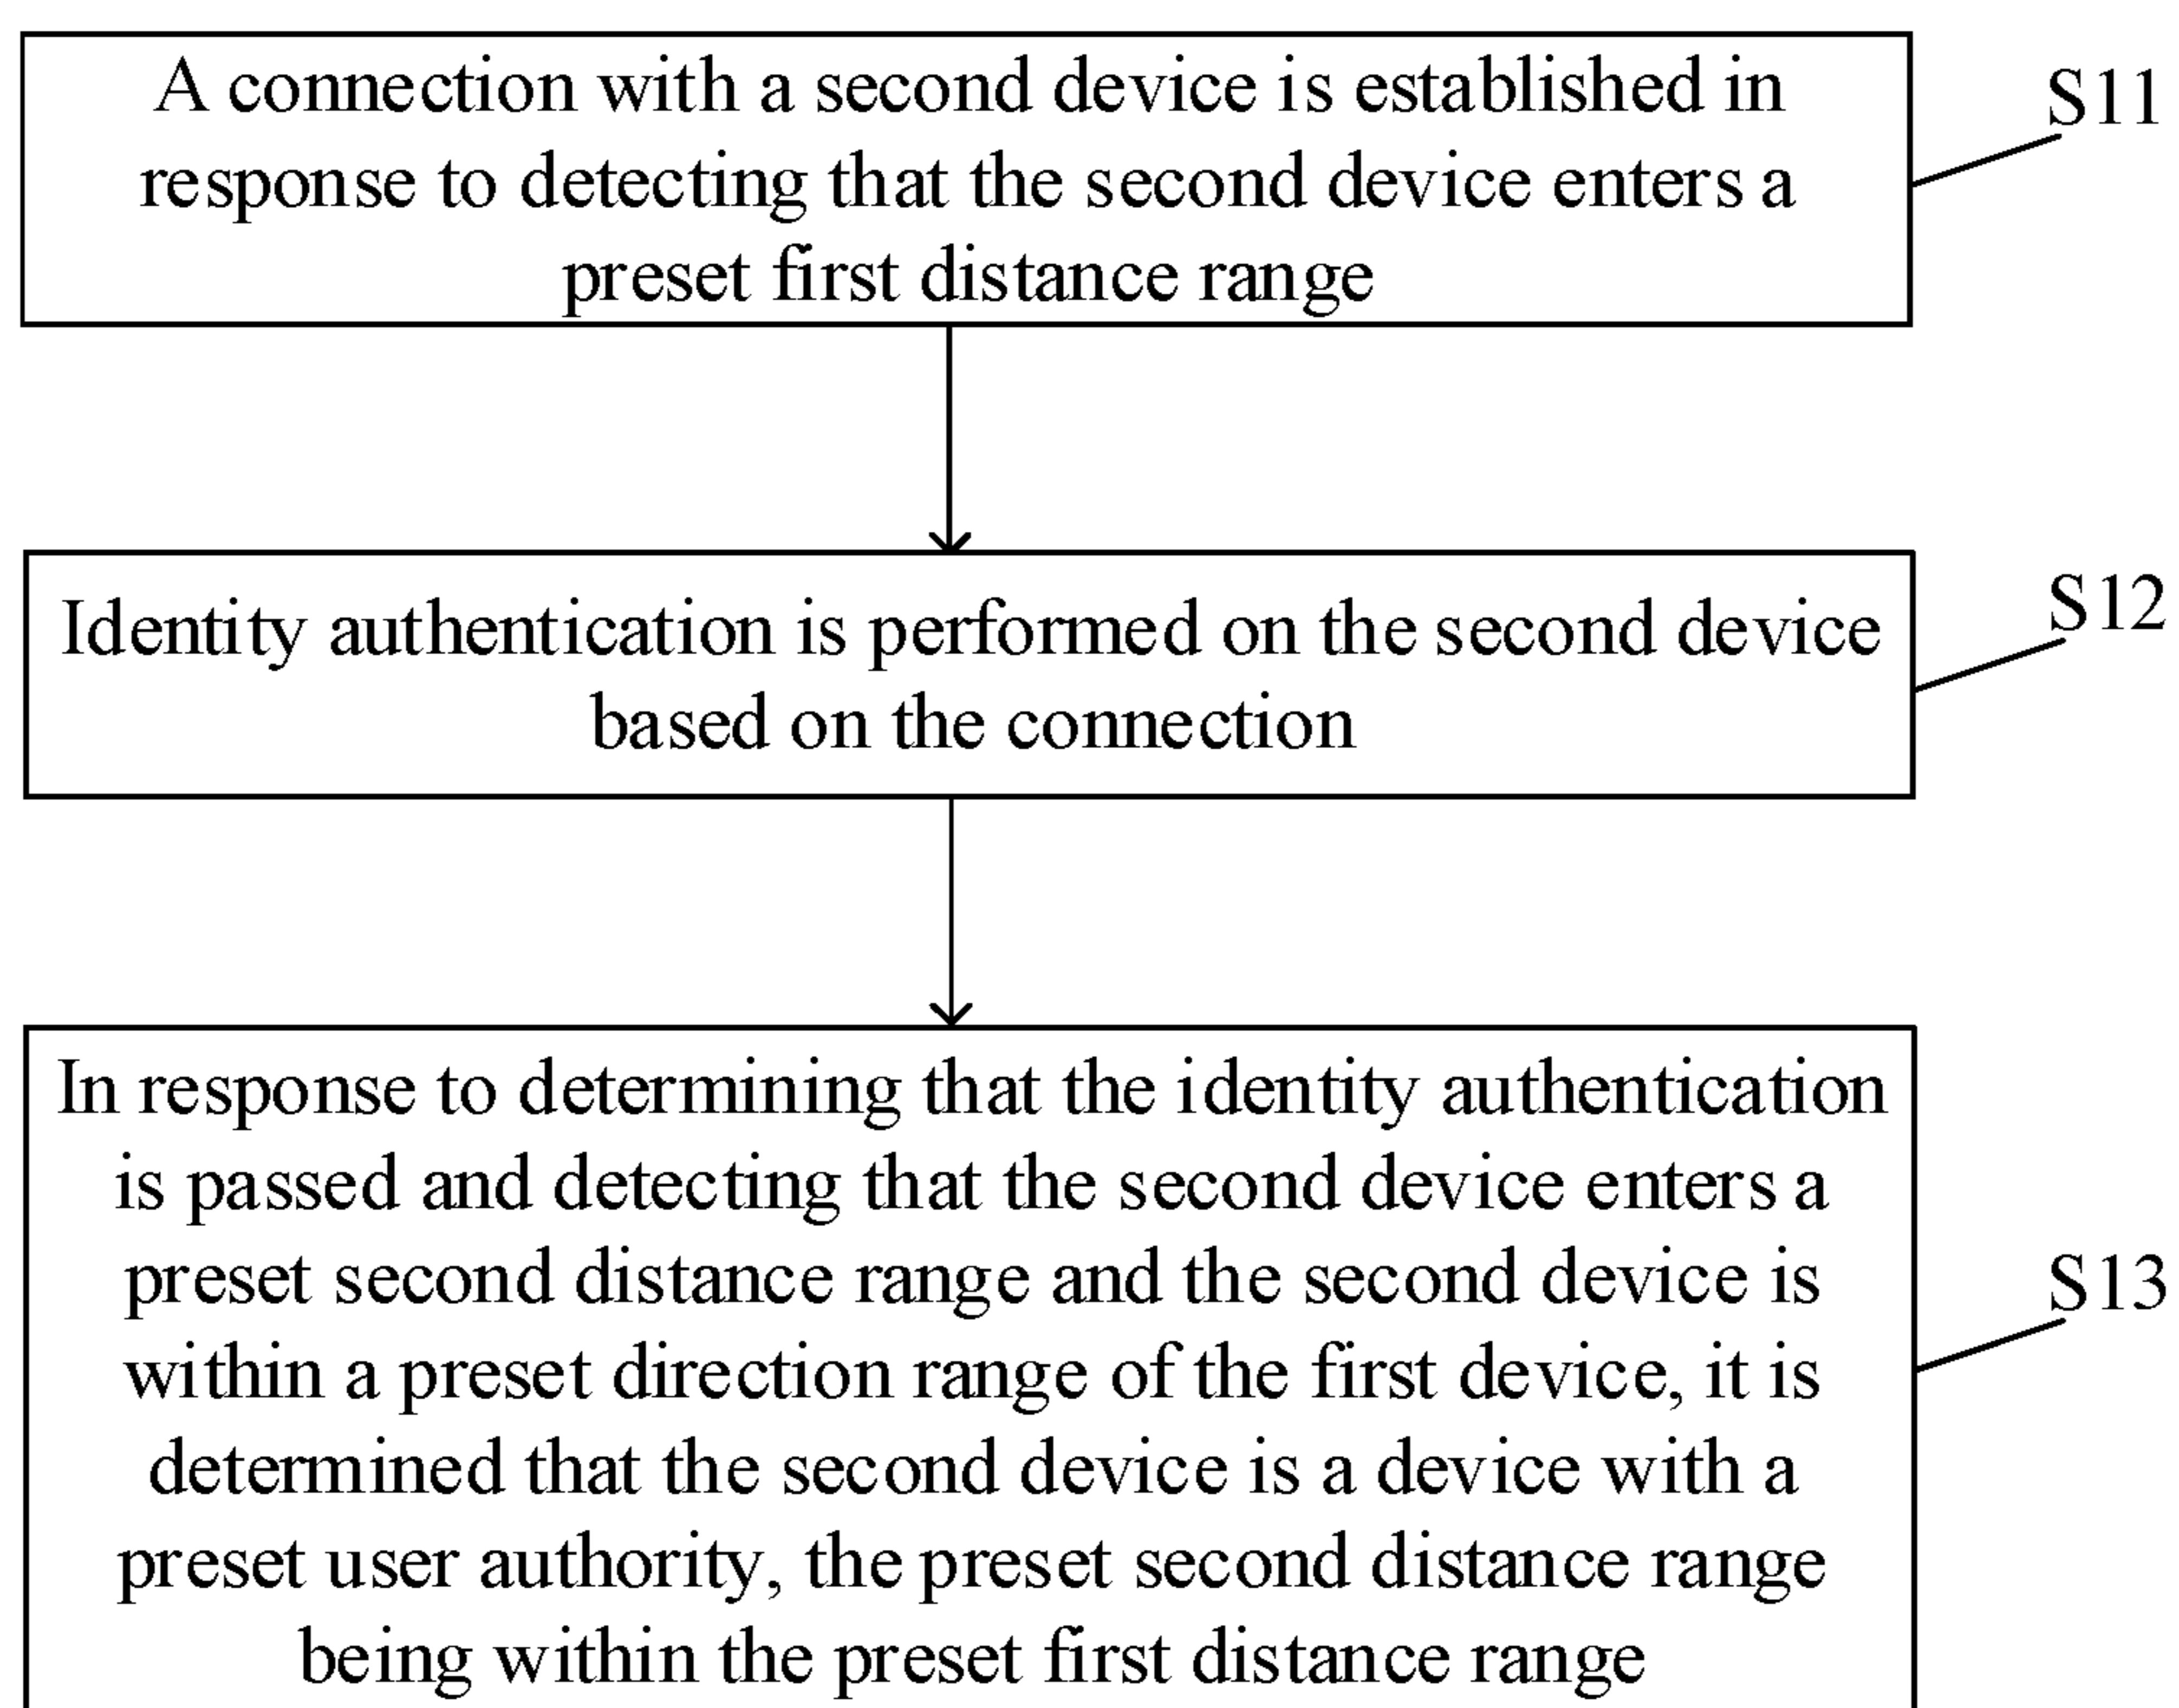 A connection with a second device is established in
response to detecting that the second device enters a
preset first distance range
S11
Identity authentication is performed on the second device
based on the connection
S12
In response to determining that the identity authentication
is passed and detecting that the second device enters a
preset second distance range and the second device is
within a preset direction range of the first device, it is
determined that the second device is a device with a
preset user authority, the preset second distance range
being within the preset first distance range
S13